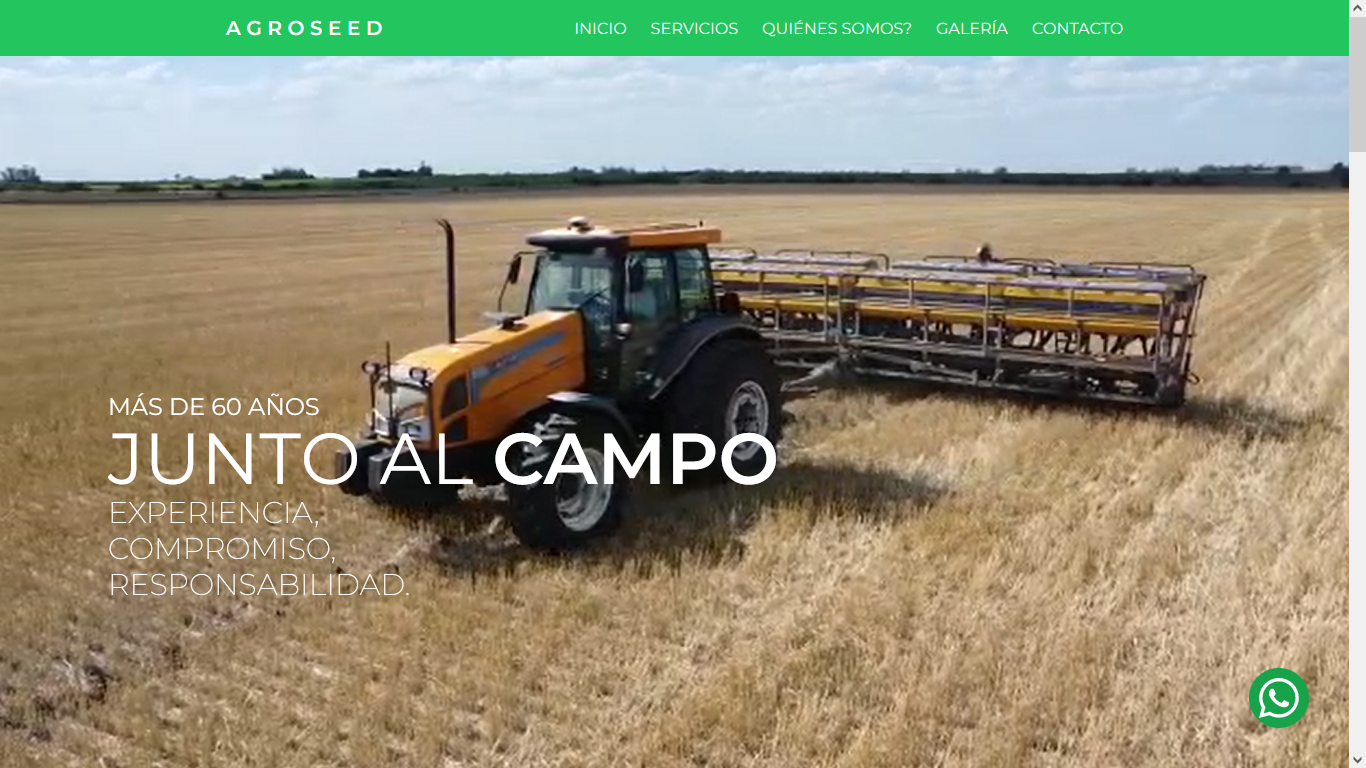 AGROSEED
INICIO SERVICIOS QUIÉNES SOMOS? GALERÍA CONTACTO
MÁS DE 60 AÑOS
JUNTO AL CAMPO
EXPERIENCIA,
COMPROMISO,
RESPONSABILIDAD.